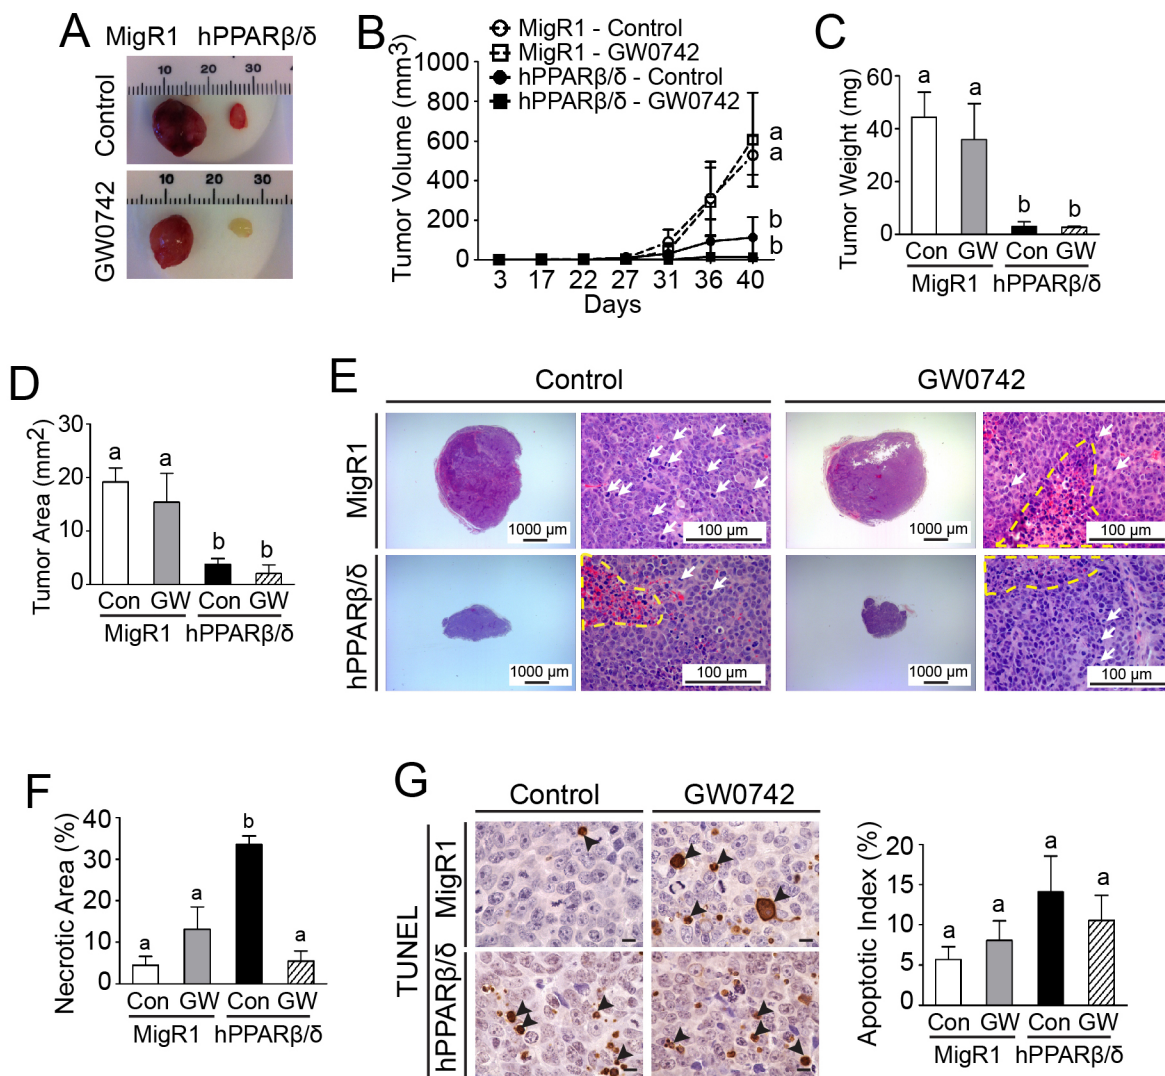 A
MigR1 hPPARβ/δ
Control
10 20 30
GW0742
10 20 30
B
MigR1 - Control
MigR1 - GW0742
hPPARβ/δ - Control
hPPARβ/δ - GW0742
Tumor Volume (mm3)
1000
800
600
400
200
0
a
a
b
b
3 17 22 27 31 36 40
Days
C
Tumor Weight (mg)
60
40
20
0
a a b b
Con GW Con GW
MigR1 hPPARβ/δ
D
Tumor Area (mm2)
30
20
10
0
a a b b
Con GW Con GW
MigR1 hPPARβ/δ
E
Control GW0742
MigR1
1000 µm 100 µm 1000 µm 100 µm
hPPARβ/δ
1000 µm 100 µm 1000 µm 100 µm
F
Necrotic Area (%)
40
30
20
10
0
a a b a
Con GW Con GW
MigR1 hPPARβ/δ
G
Control GW0742
TUNEL
MigR1
hPPARβ/δ
Apoptotic Index (%)
20
15
10
5
0
a a a a
Con GW Con GW
MigR1 hPPARβ/δ